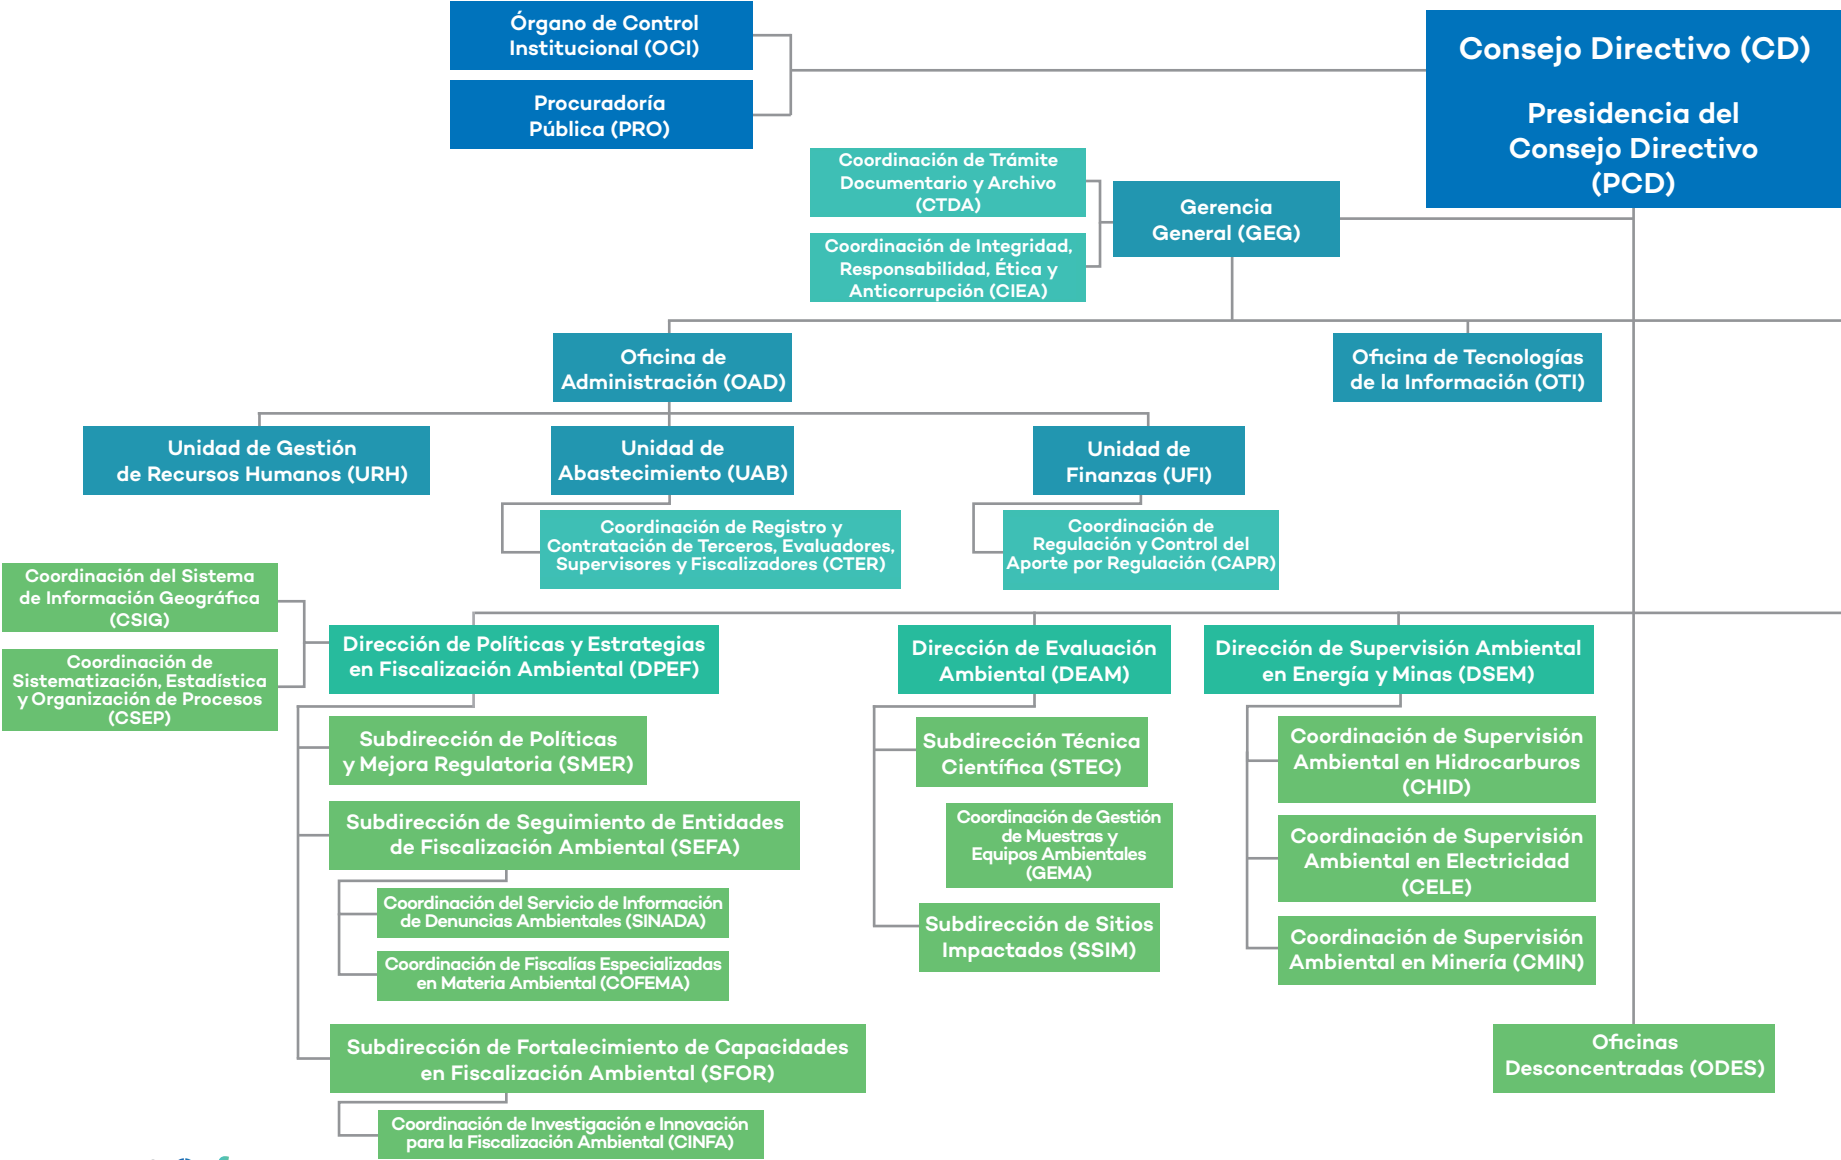 Órgano de Control
Institucional (OCI)
Procuradoría
Pública (PRO)
Consejo Directivo (CD)
Presidencia del
Consejo Directivo
(PCD)
Coordinación de Trámite
Documentario y Archivo
(CTDA)
Coordinación de Integridad,
Responsabilidad, Ética y
Anticorrupción (CIEA)
Gerencia
General (GEG)
Oficina de
Administración (OAD)
Oficina de Tecnologías
de la Información (OTI)
Unidad de Gestión
de Recursos Humanos (URH)
Unidad de
Abastecimiento (UAB)
Unidad de
Finanzas (UFI)
Coordinación de Registro y
Contratación de Terceros, Evaluadores,
Supervisores y Fiscalizadores (CTER)
Coordinación de
Regulación y Control del
Aporte por Regulación (CAPR)
Coordinación del Sistema
de Información Geográfica
(CSIG)
Coordinación de
Sistematización, Estadística
y Organización de Procesos
(CSEP)
Dirección de Políticas y Estrategias
en Fiscalización Ambiental (DPEF)
Dirección de Evaluación
Ambiental (DEAM)
Dirección de Supervisión Ambiental
en Energía y Minas (DSEM)
Subdirección de Políticas
y Mejora Regulatoria (SMER)
Subdirección de Seguimiento de Entidades
de Fiscalización Ambiental (SEFA)
Coordinación del Servicio de Información
de Denuncias Ambientales (SINADA)
Coordinación de Fiscalías Especializadas
en Materia Ambiental (COFEMA)
Subdirección de Fortalecimiento de Capacidades
en Fiscalización Ambiental (SFOR)
Coordinación de Investigación e Innovación
para la Fiscalización Ambiental (CINFA)
Subdirección Técnica
Científica (STEC)
Coordinación de Gestión
de Muestras y
Equipos Ambientales
(GEMA)
Subdirección de Sitios
Impactados (SSIM)
Coordinación de Supervisión
Ambiental en Hidrocarburos
(CHID)
Coordinación de Supervisión
Ambiental en Electricidad
(CELE)
Coordinación de Supervisión
Ambiental en Minería (CMIN)
Oficinas
Desconcentradas (ODES)